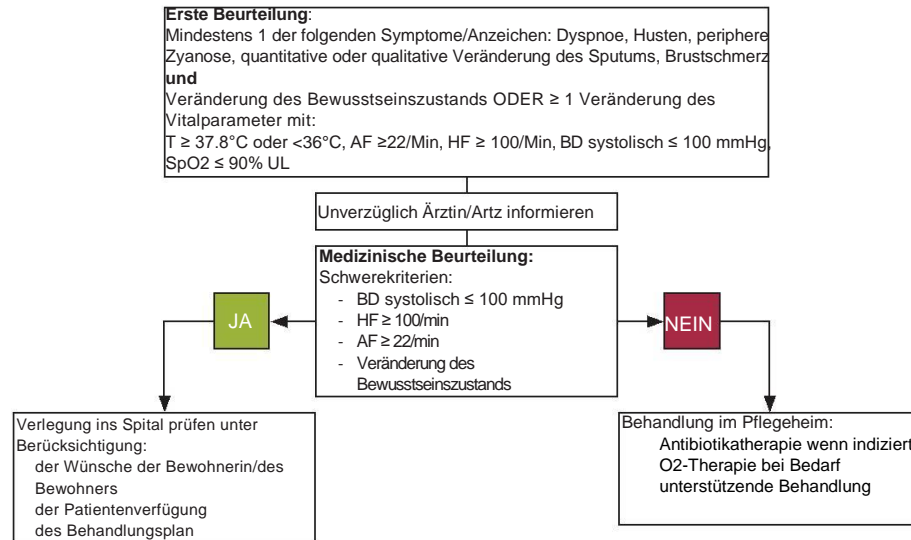 Erste Beurteilung:
Mindestens 1 der folgenden Symptome/Anzeichen: Dyspnoe, Husten, periphere
Zyanose, quantitative oder qualitative Veränderung des Sputums, Brustschmerz
und
Veränderung des Bewusstseinszustands ODER ≥ 1 Veränderung des
Vitalparameter mit:
T ≥ 37.8°C oder <36°C, AF ≥22/Min, HF ≥ 100/Min, BD systolisch ≤ 100 mmHg,
SpO2 ≤ 90% UL
Unverzüglich Ärztin/Artz informieren
Medizinische Beurteilung:
Schwerekriterien:
- BD systolisch ≤ 100 mmHg
- HF ≥ 100/min
- AF ≥ 22/min
- Veränderung des
Bewusstseinszustands
JA
NEIN
Verlegung ins Spital prüfen unter
Berücksichtigung:
der Wünsche der Bewohnerin/des
Bewohners
der Patientenverfügung
des Behandlungsplan
Behandlung im Pflegeheim:
Antibiotikatherapie wenn indiziert
O2-Therapie bei Bedarf
unterstützende Behandlung